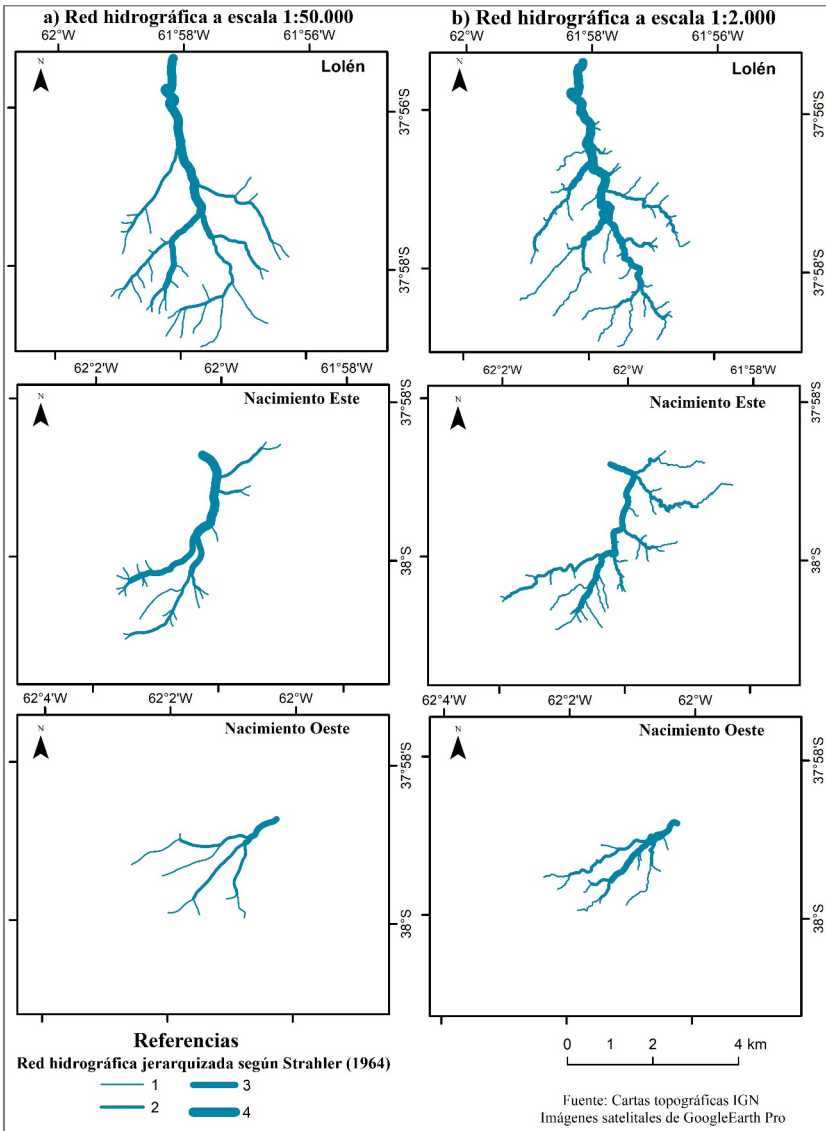 a) Red hidrográfica a escala 1:50.000
62°W 61°58'W 61°56'W
N
Lolén
37°56'S
37°58'S
b) Red hidrográfica a escala 1:2.000
62°W 61°58'W 61°56'W
N
Lolén
37°56'S
37°58'S
62°2'W 62°W 61°58'W
N
Nacimiento Este
37°58'S
38°S
62°2'W 62°W 61°58'W
N
Nacimiento Este
37°58'S
38°S
62°4'W 62°2'W 62°W
N
Nacimiento Oeste
37°58'S
38°S
62°4'W 62°2'W 62°W
N
Nacimiento Oeste
37°58'S
38°S
Referencias
Red hidrográfica jerarquizada según Strahler (1964)
1 3
2 4
0 1 2 4 km
Fuente: Cartas topográficas IGN
Imágenes satelitales de GoogleEarth Pro